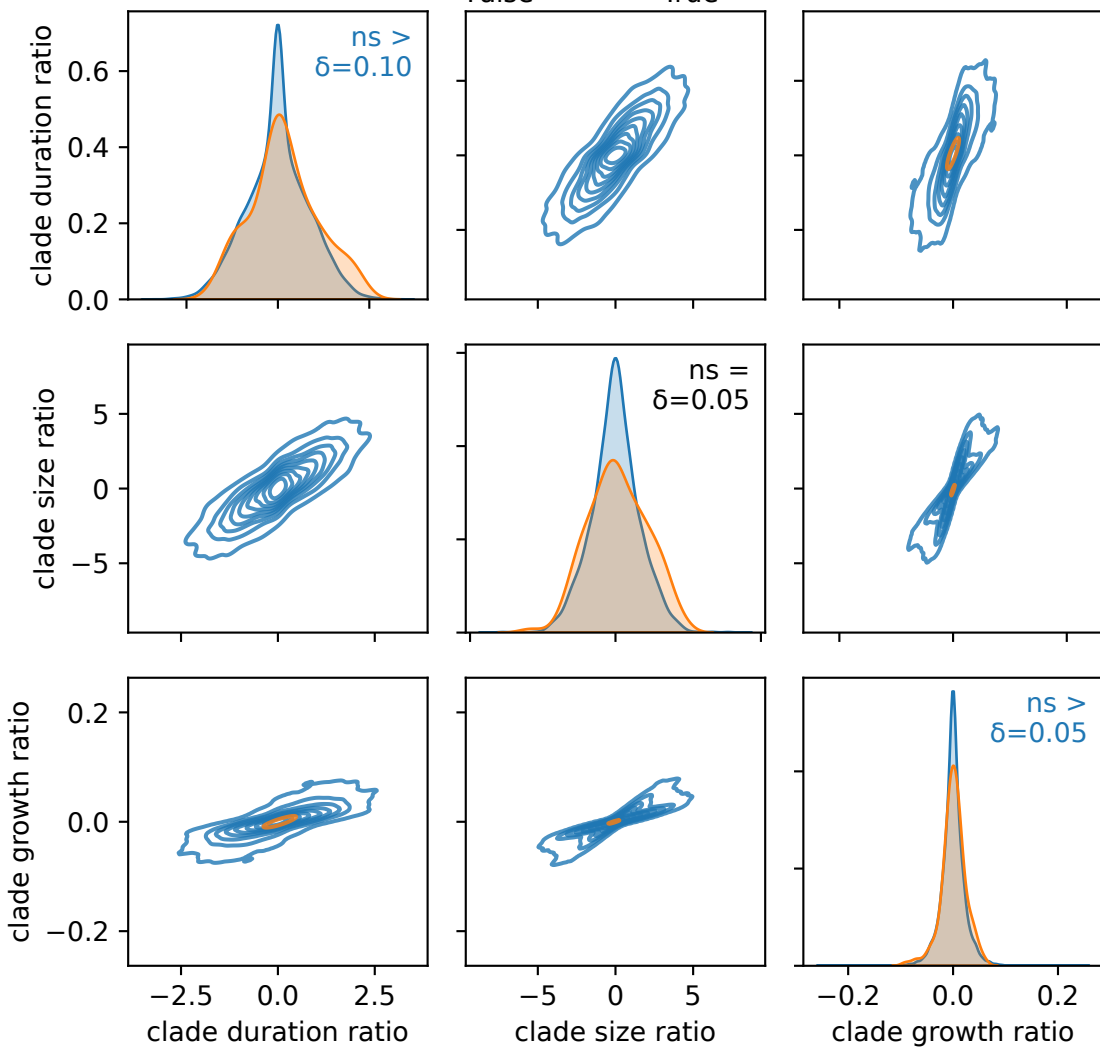 True
clade duration ratio
0.6
0.4
0.2
0.0
ns >
δ=0.10
clade size ratio
5
0
−5
ns =
δ=0.05
clade growth ratio
0.2
0.0
−0.2
ns >
δ=0.05
−2.5 0.0 2.5
−5 0 5
−0.2 0.0 0.2
clade duration ratio
clade size ratio
clade growth ratio